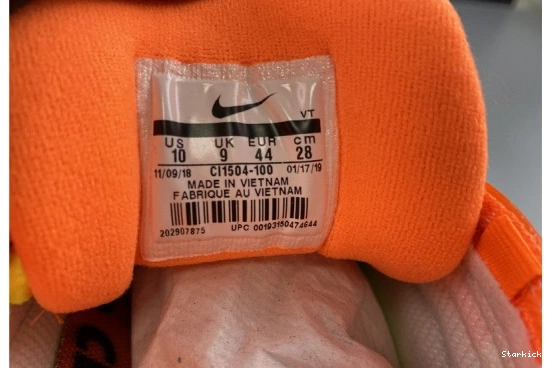 VT
US UK EUR cm
10 9 44 28
11/09/18 CI1504-100 01/17/19
MADE IN VIETNAM
FABRIQUE AU VIETNAM
202907875 UPC 00193150474644
Starkick